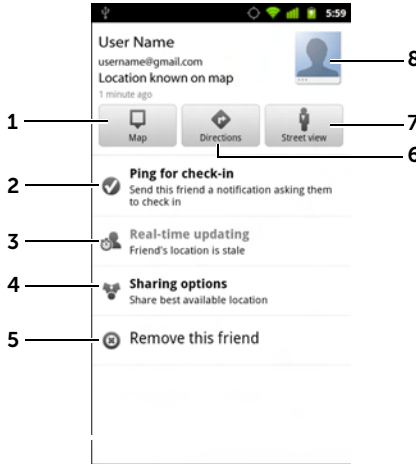 5:59
User Name
username@gmail.com
Location known on map
1 minute ago
8
1
Map
Directions
Street view
7
6
2
Ping for check-in
Send this friend a notification asking them
to check in
3
Real-time updating
Friend's location is stale
4
Sharing options
Share best available location
5
Remove this friend